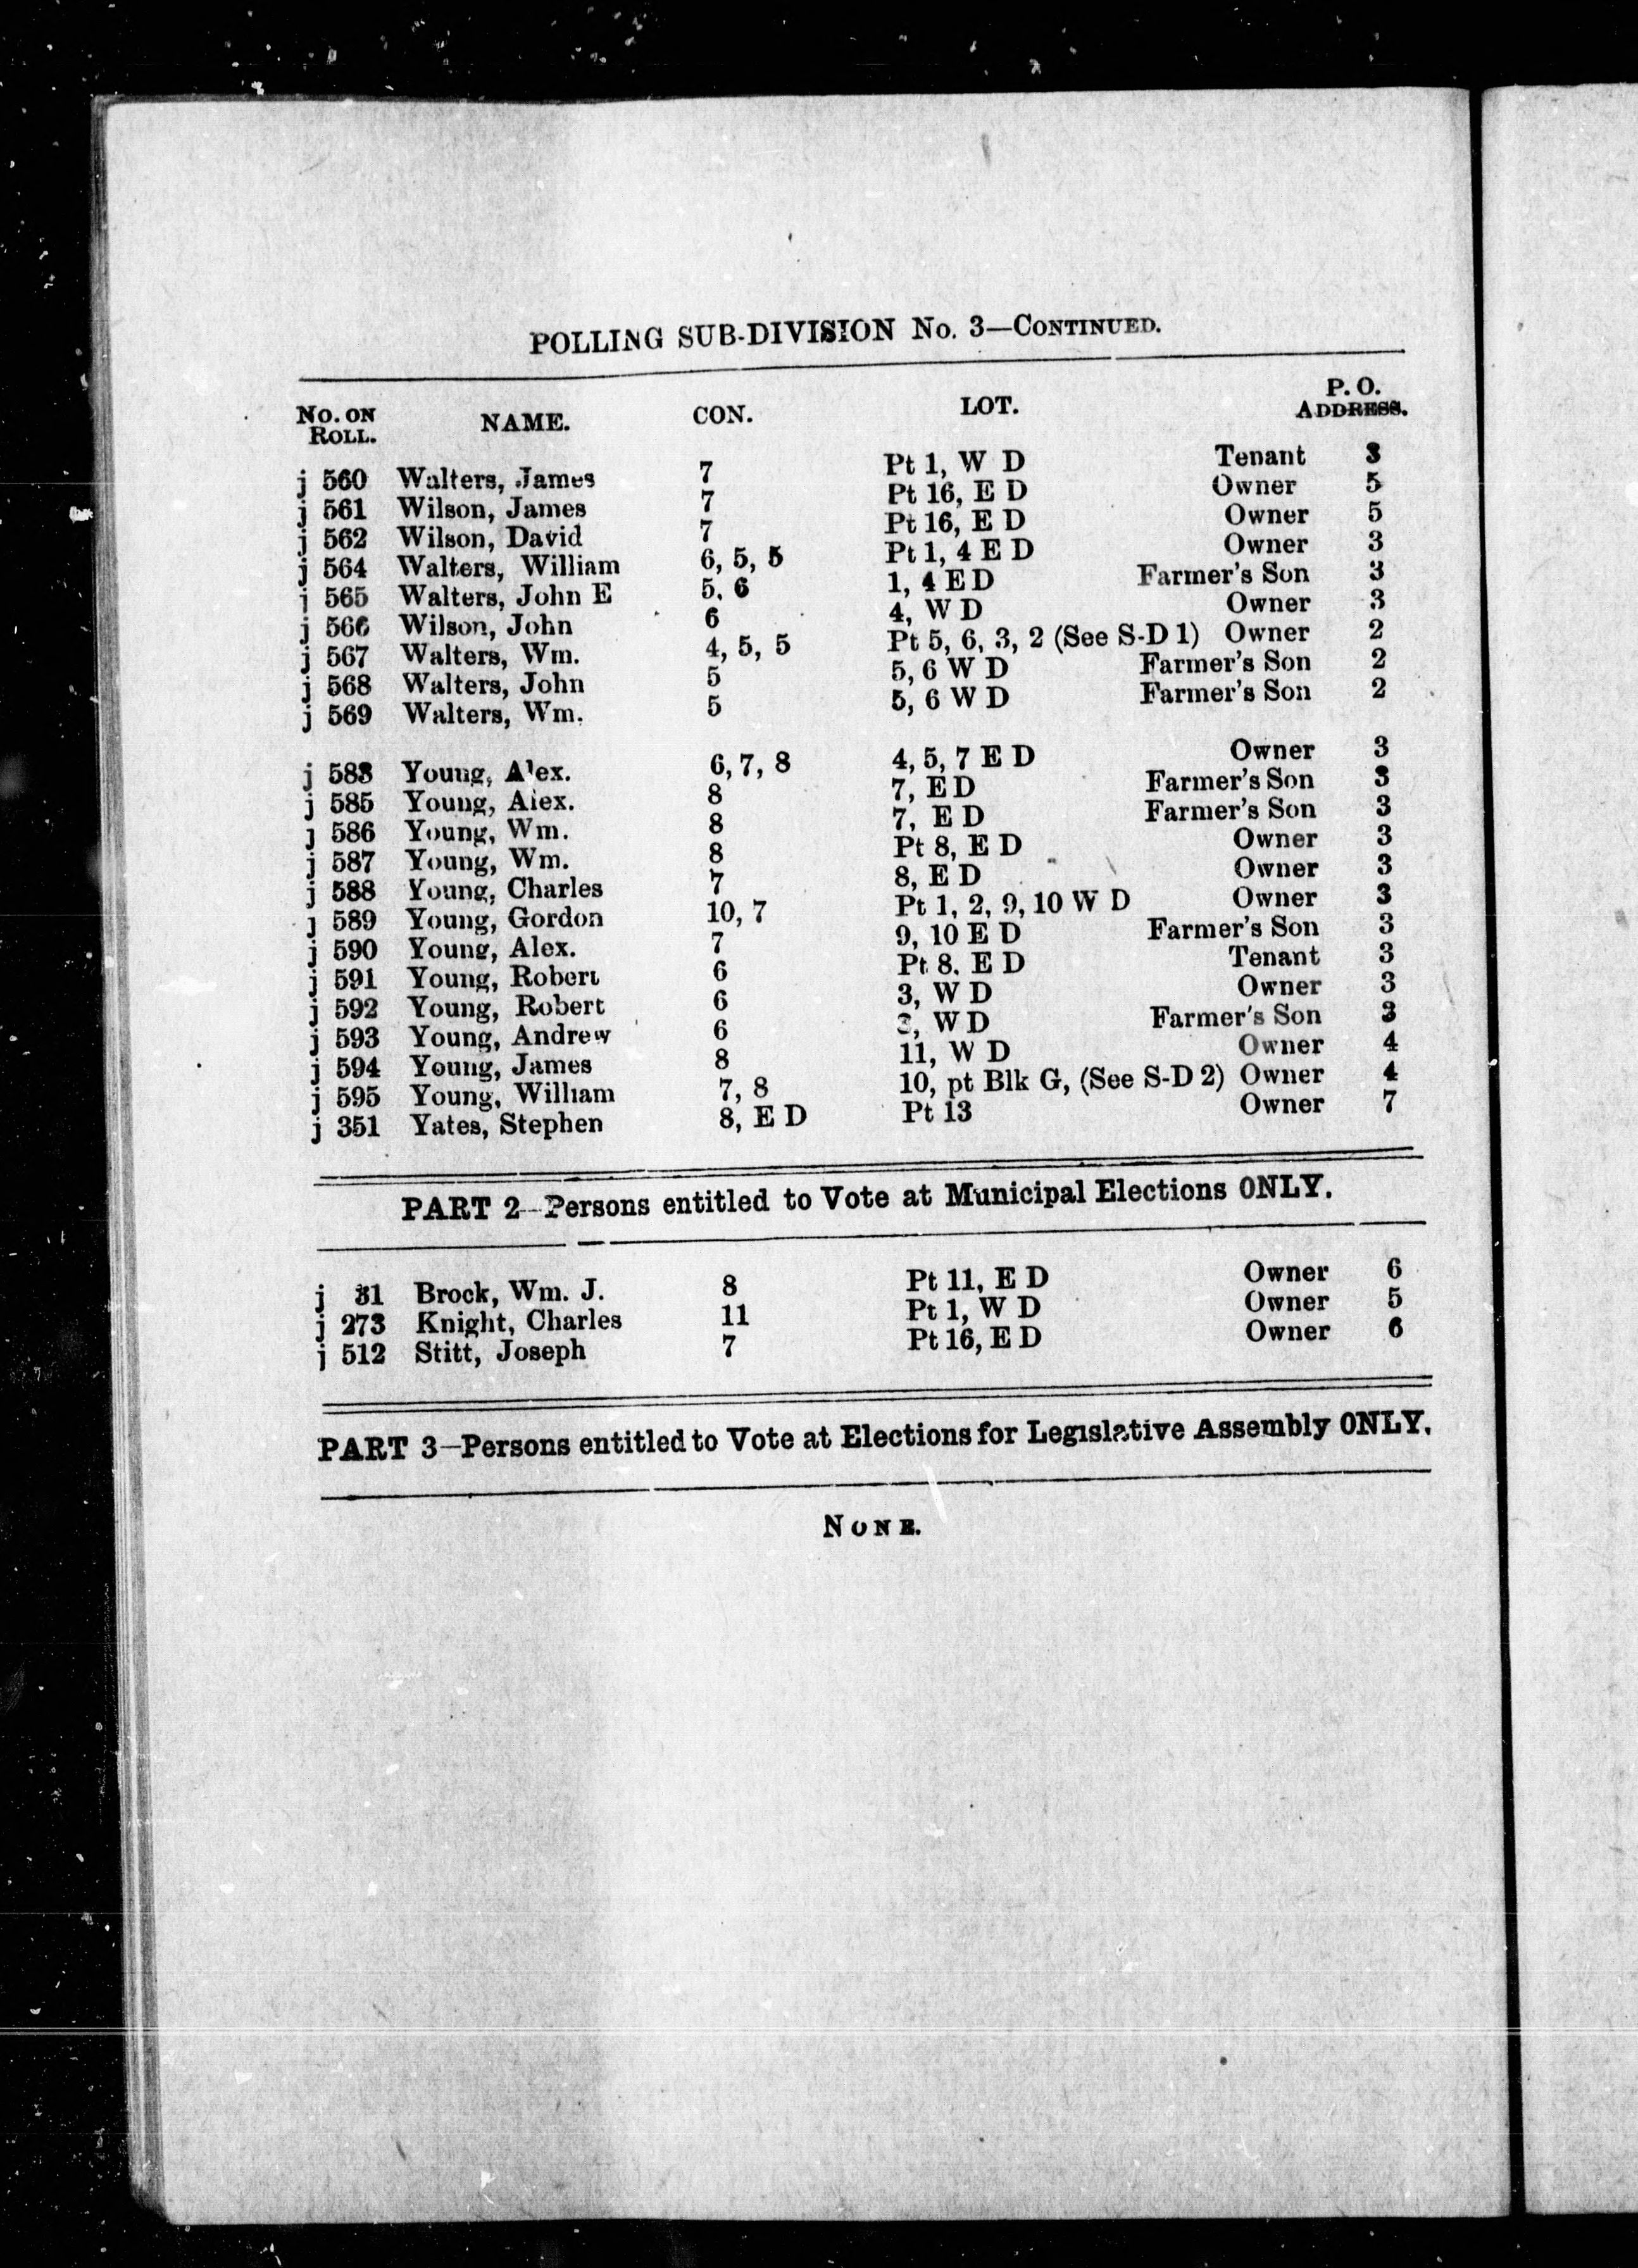 POLLING SUB-DIVISION No. 3—CONTINUED.
No. ON ROLL. NAME. CON. LOT. P. O. ADDRESS.
j 560 Walters, James 7 Pt 1, W D Tenant 3
j 561 Wilson, James 7 Pt 16, E D Owner 5
j 562 Wilson, David 7 Pt 16, E D Owner 5
j 564 Walters, William 6, 5, 5 Pt 1, 4 E D Owner 3
j 565 Walters, John E 5, 6 1, 4 E D Farmer's Son 3
j 566 Wilson, John 6 4, W D Owner 3
j 567 Walters, Wm. 4, 5, 5 Pt 5, 6, 3, 2 (See S-D 1) Owner 2
j 568 Walters, John 5 5, 6 W D Farmer's Son 2
j 569 Walters, Wm. 5 5, 6 W D Farmer's Son 2
j 583 Young, Alex. 6, 7, 8 4, 5, 7 E D Owner 3
j 585 Young, Alex. 8 7, E D Farmer's Son 3
j 586 Young, Wm. 8 7, E D Farmer's Son 3
j 587 Young, Wm. 8 Pt 8, E D Owner 3
j 588 Young, Charles 7 8, E D Owner 3
j 589 Young, Gordon 10, 7 Pt 1, 2, 9, 10 W D Owner 3
j 590 Young, Alex. 7 9, 10 E D Farmer's Son 3
j 591 Young, Robert 6 Pt 8. E D Tenant 3
j 592 Young, Robert 6 3, W D Owner 3
j 593 Young, Andrew 6 3, W D Farmer's Son 3
j 594 Young, James 8 11, W D Owner 4
j 595 Young, William 7, 8 10, pt Blk G, (See S-D 2) Owner 4
j 351 Yates, Stephen 8, E D Pt 13 Owner 7
PART 2—Persons entitled to Vote at Municipal Elections ONLY.
j 31 Brock, Wm. J. 8 Pt 11, E D Owner 6
j 273 Knight, Charles 11 Pt 1, W D Owner 5
j 512 Stitt, Joseph 7 Pt 16, E D Owner 6
PART 3—Persons entitled to Vote at Elections for Legislative Assembly ONLY.
NONE.